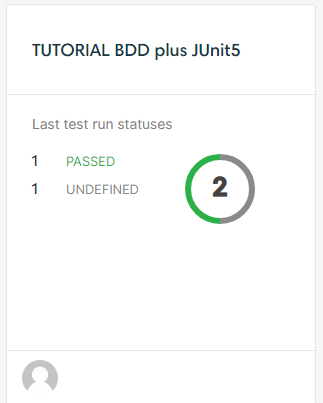 TUTORIAL BDD plus JUnit5
Last test run statuses
1 PASSED
1 UNDEFINED
2